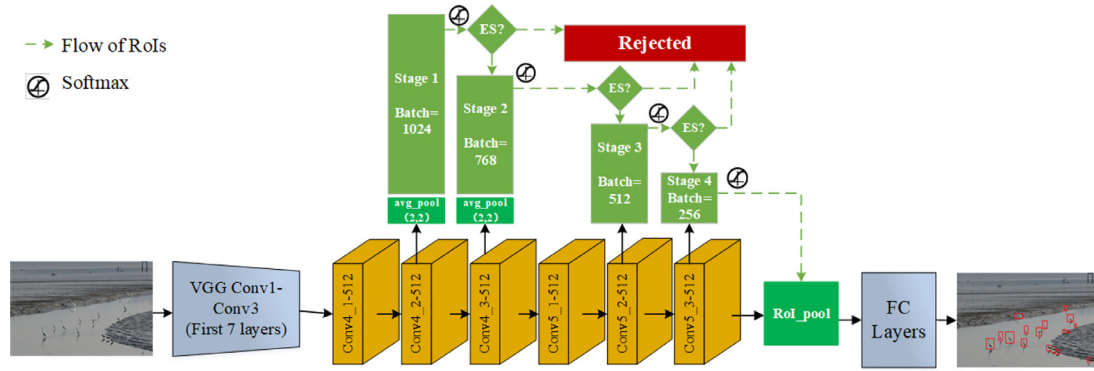 Flow of RoIs
Softmax
ES?
Rejected
Stage 1
Batch=
1024
Stage 2
Batch=
768
ES?
Stage 3
Batch=
512
ES?
Stage 4
Batch=
256
avg_pool
(2,2)
avg_pool
(2,2)
VGG Conv1-
Conv3
(First 7 layers)
Conv4_1-512
Conv4_2-512
Conv4_3-512
Conv5_1-512
Conv5_2-512
Conv5_3-512
RoI_pool
FC
Layers